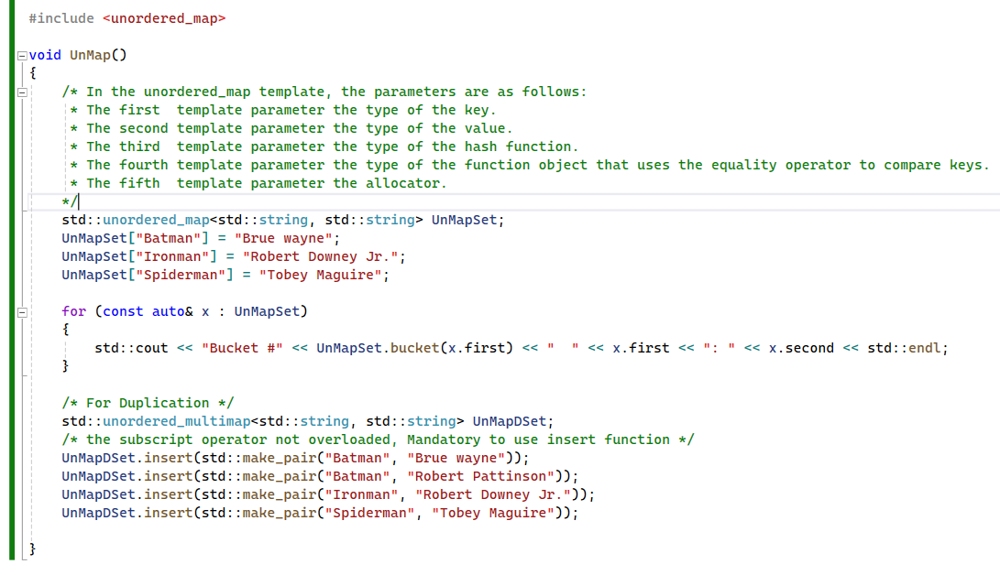 #include <unordered_map>
void UnMap()
{
/* In the unordered_map template, the parameters are as follows:
* The first  template parameter the type of the key.
* The second template parameter the type of the value.
* The third  template parameter the type of the hash function.
* The fourth template parameter the type of the function object that uses the equality operator to compare keys.
* The fifth  template parameter the allocator.
*/
std::unordered_map<std::string, std::string> UnMapSet;
UnMapSet["Batman"] = "Brue wayne";
UnMapSet["Ironman"] = "Robert Downey Jr.";
UnMapSet["Spiderman"] = "Tobey Maguire";
for (const auto& x : UnMapSet)
{
std::cout << "Bucket #" << UnMapSet.bucket(x.first) << "  " << x.first << ": " << x.second << std::endl;
}
/* For Duplication */
std::unordered_multimap<std::string, std::string> UnMapDSet;
/* the subscript operator not overloaded, Mandatory to use insert function */
UnMapDSet.insert(std::make_pair("Batman", "Brue wayne"));
UnMapDSet.insert(std::make_pair("Batman", "Robert Pattinson"));
UnMapDSet.insert(std::make_pair("Ironman", "Robert Downey Jr."));
UnMapDSet.insert(std::make_pair("Spiderman", "Tobey Maguire"));
}